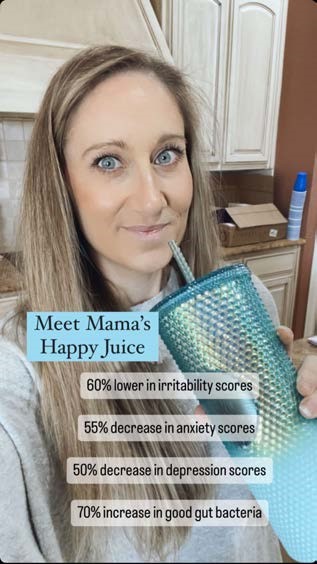 Meet Mama's
Happy Juice
60% lower in irritability scores
55% decrease in anxiety scores
50% decrease in depression scores
70% increase in good gut bacteria